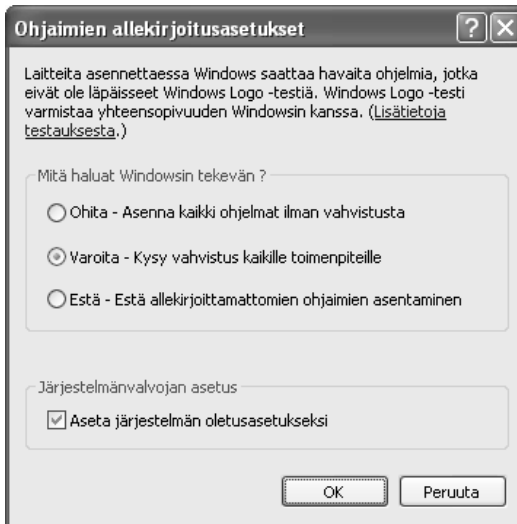 Ohjaimien allekirjoitusasetukset
Laitteita asennettaessa Windows saattaa havaita ohjelmia, jotka
eivät ole läpäisseet Windows Logo -testiä. Windows Logo -testi
varmistaa yhteensopivuuden Windowsin kanssa. (Lisätietoja
testauksesta.)
Mitä haluat Windowsin tekevän ?
Ohita - Asenna kaikki ohjelmat ilman vahvistusta
Varoita - Kysy vahvistus kaikille toimenpiteille
Estä - Estä allekirjoittamattomien ohjaimien asentaminen
Järjestelmänvalvojan asetus
Aseta järjestelmän oletusasetukseksi
OK Peruuta